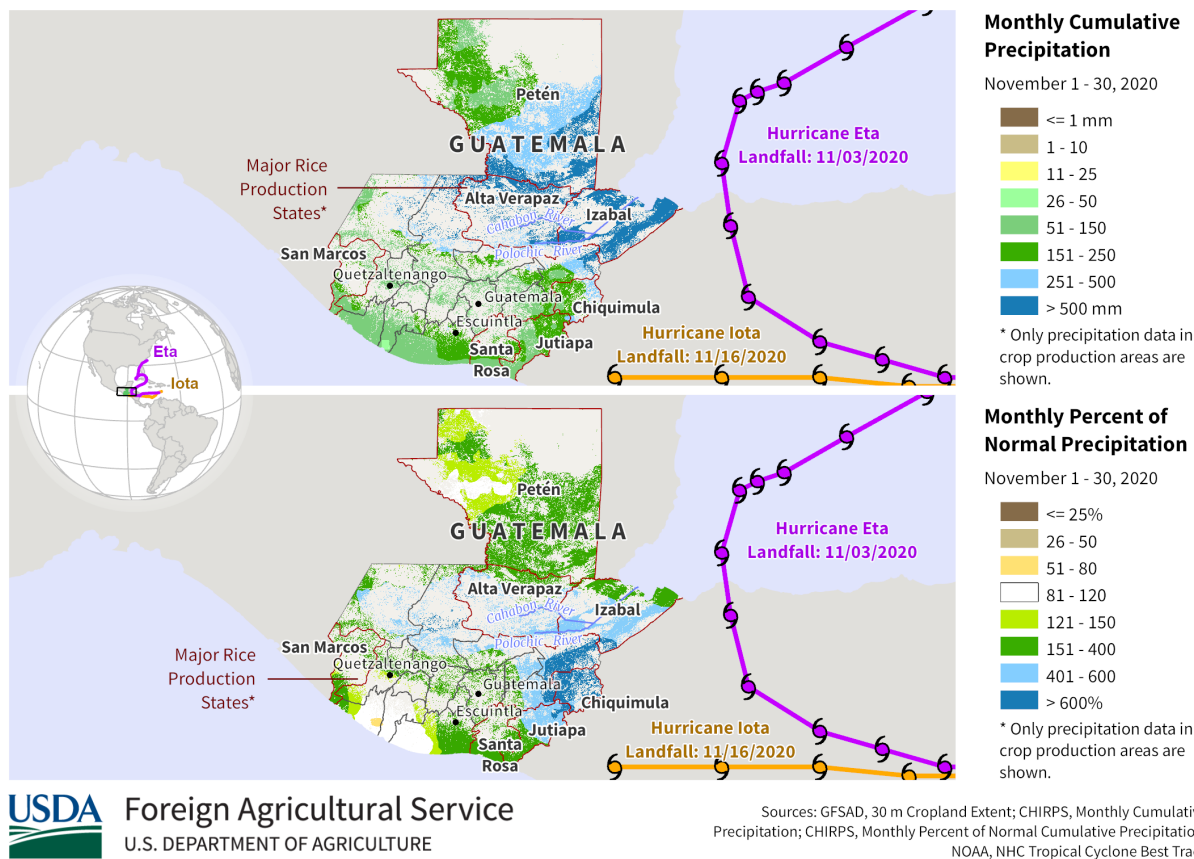 Monthly Cumulative
Precipitation
November 1 - 30, 2020
<= 1 mm
1 - 10
11 - 25
26 - 50
51 - 150
151 - 250
251 - 500
> 500 mm
* Only precipitation data in
crop production areas are
shown.
Petén
GUATEMALA
Hurricane Eta
Landfall: 11/03/2020
Major Rice
Production
States*
Alta Verapaz
Cahabon River
Izabal
Polochic River
San Marcos
Quetzaltenango
Guatemala
Chiquimula
Escuintla
Hurricane Iota
Landfall: 11/16/2020
Jutiapa
Santa
Rosa
Eta
Iota
Monthly Percent of
Normal Precipitation
November 1 - 30, 2020
<= 25%
26 - 50
51 - 80
81 - 120
121 - 150
151 - 400
401 - 600
> 600%
* Only precipitation data in
crop production areas are
shown.
Petén
GUATEMALA
Hurricane Eta
Landfall: 11/03/2020
Alta Verapaz
Cahabon River
Izabal
Polochic River
San Marcos
Major Rice
Production
States*
Quetzaltenango
Guatemala
Chiquimula
Escuintla
Jutiapa
Hurricane Iota
Landfall: 11/16/2020
Santa
Rosa
USDA
Foreign Agricultural Service
U.S. DEPARTMENT OF AGRICULTURE
Sources: GFSAD, 30 m Cropland Extent; CHIRPS, Monthly Cumulati
Precipitation; CHIRPS, Monthly Percent of Normal Cumulative Precipitatio
NOAA, NHC Tropical Cyclone Best Tra